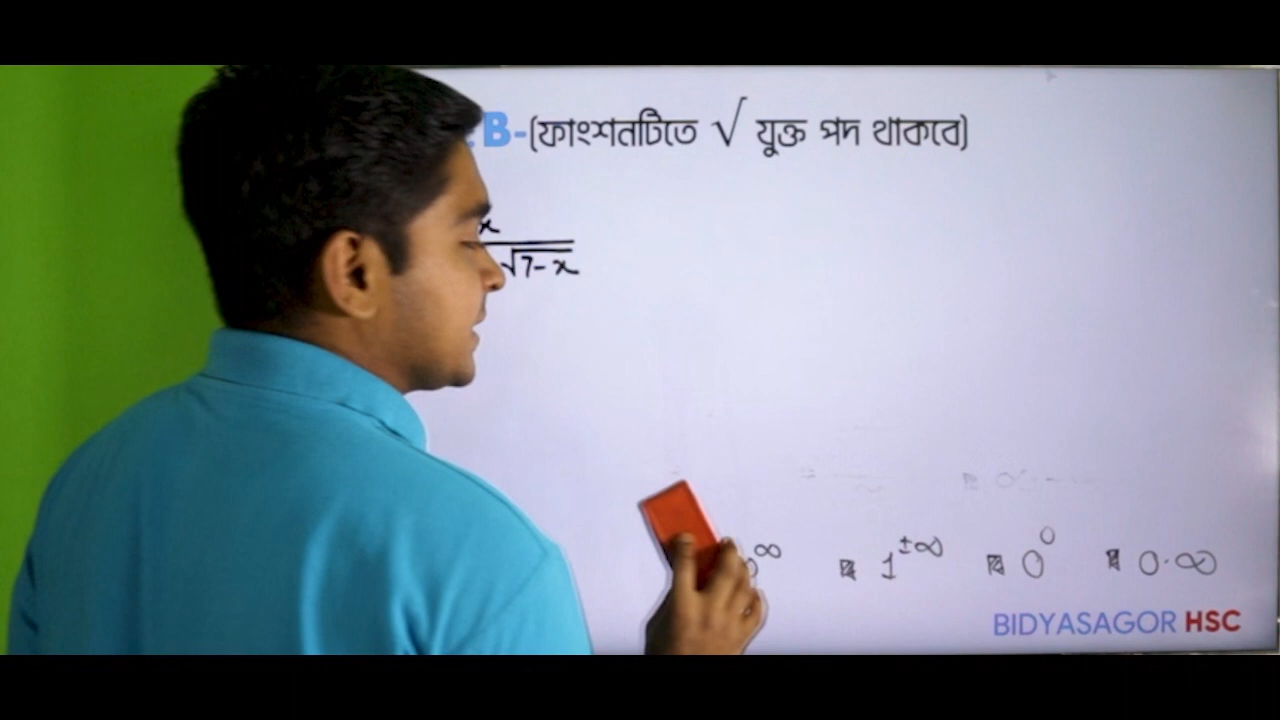 B-(ফাংশনটিতে √ যুক্ত পদ থাকবে)
x
√7-x
∞ 1^±∞ 0^0 0·∞
BIDYASAGOR HSC